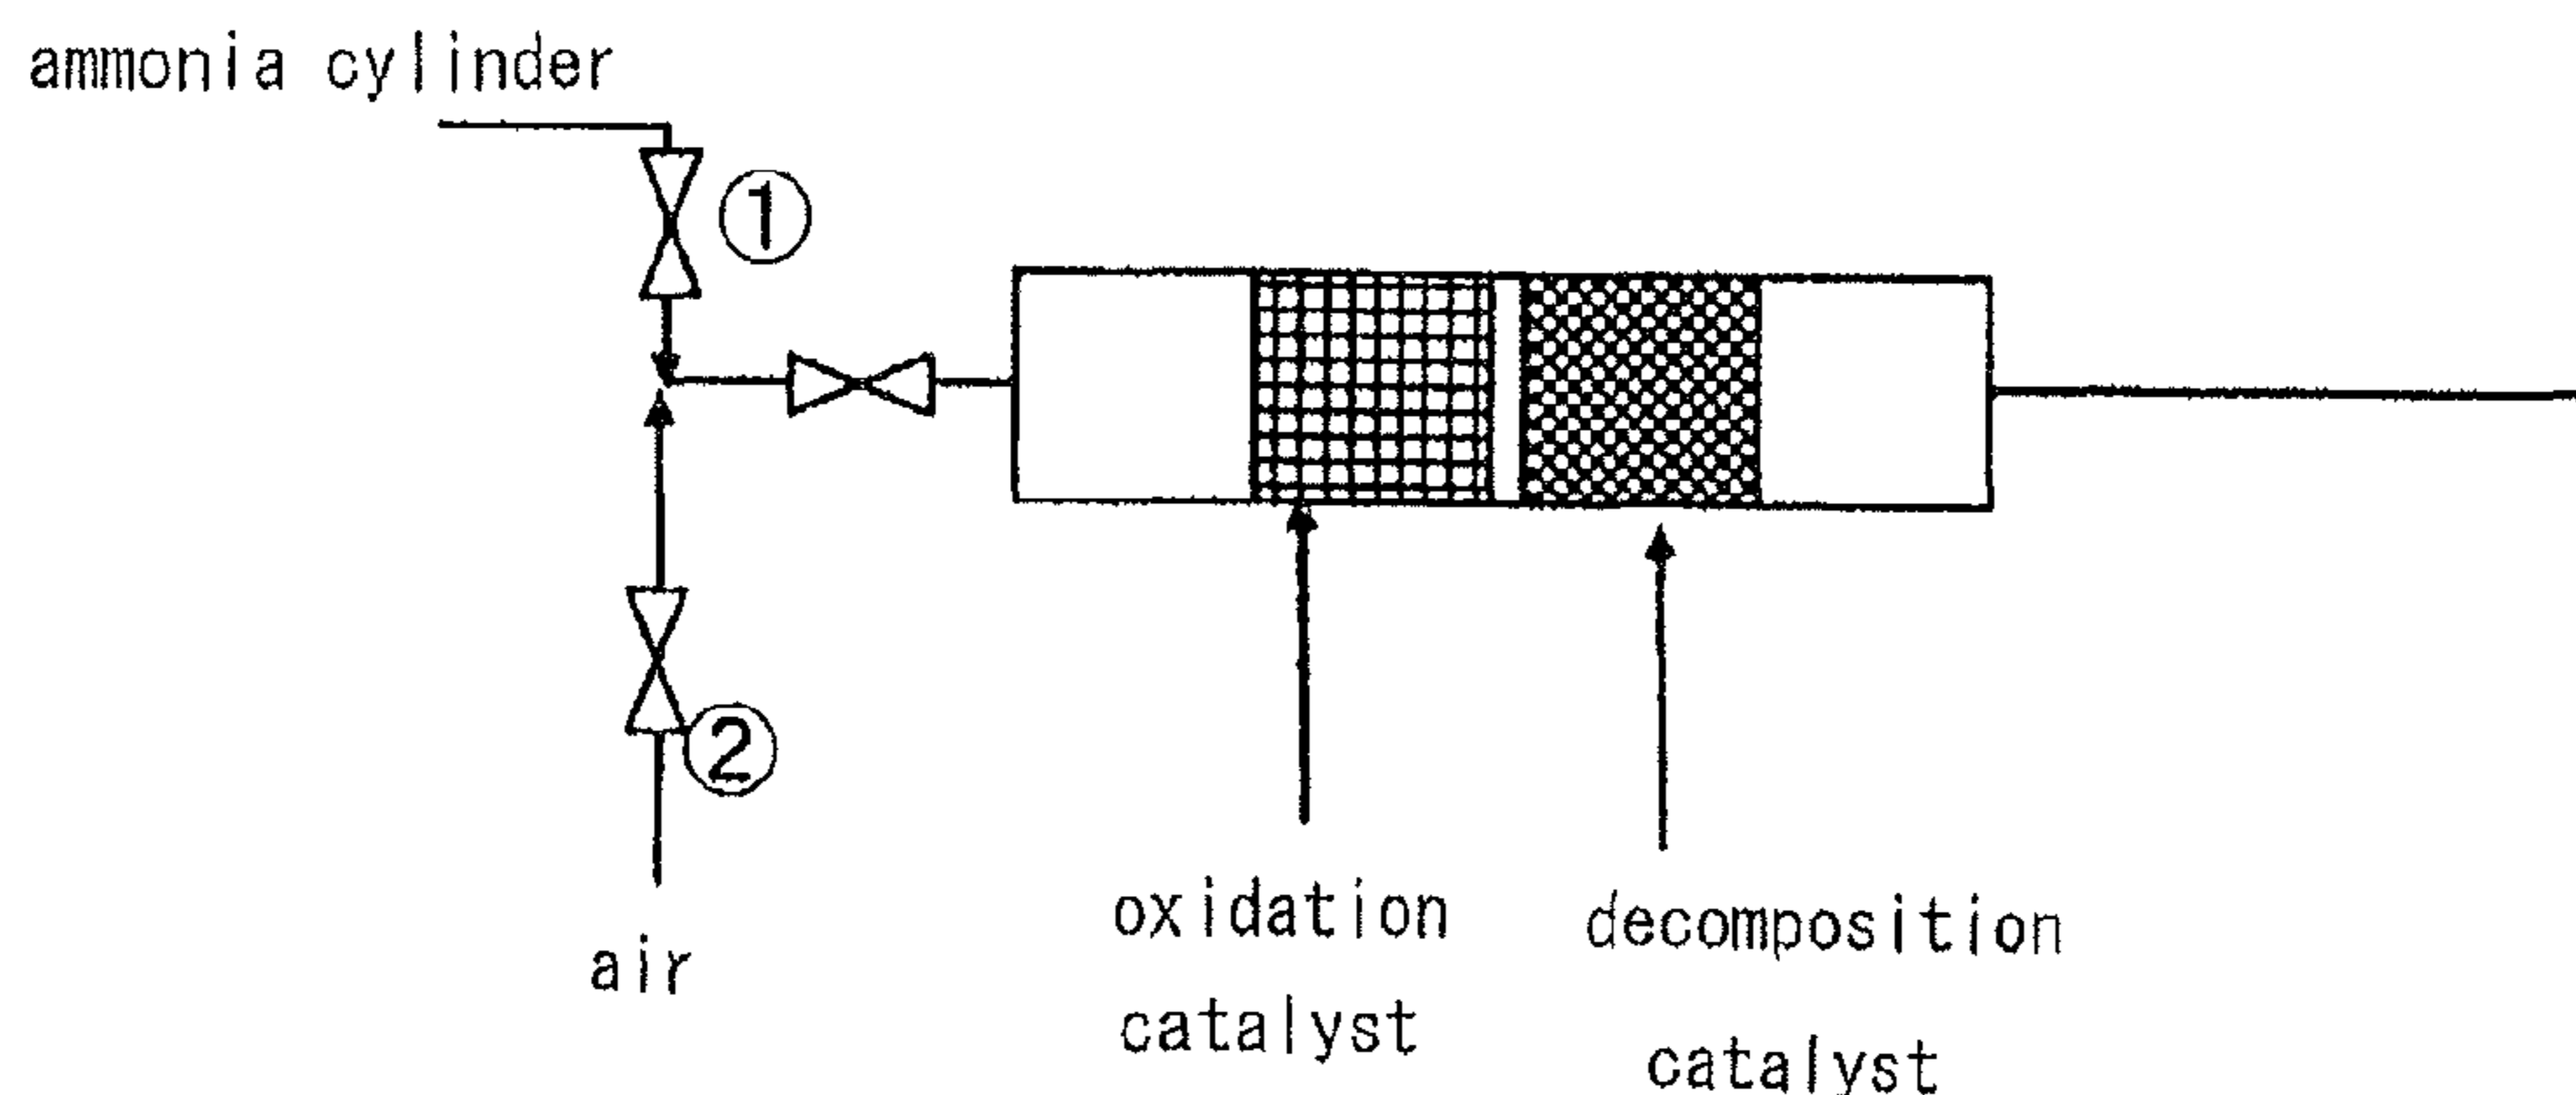 ammonia cylinder
①
②
air
oxidation
catalyst
decomposition
catalyst